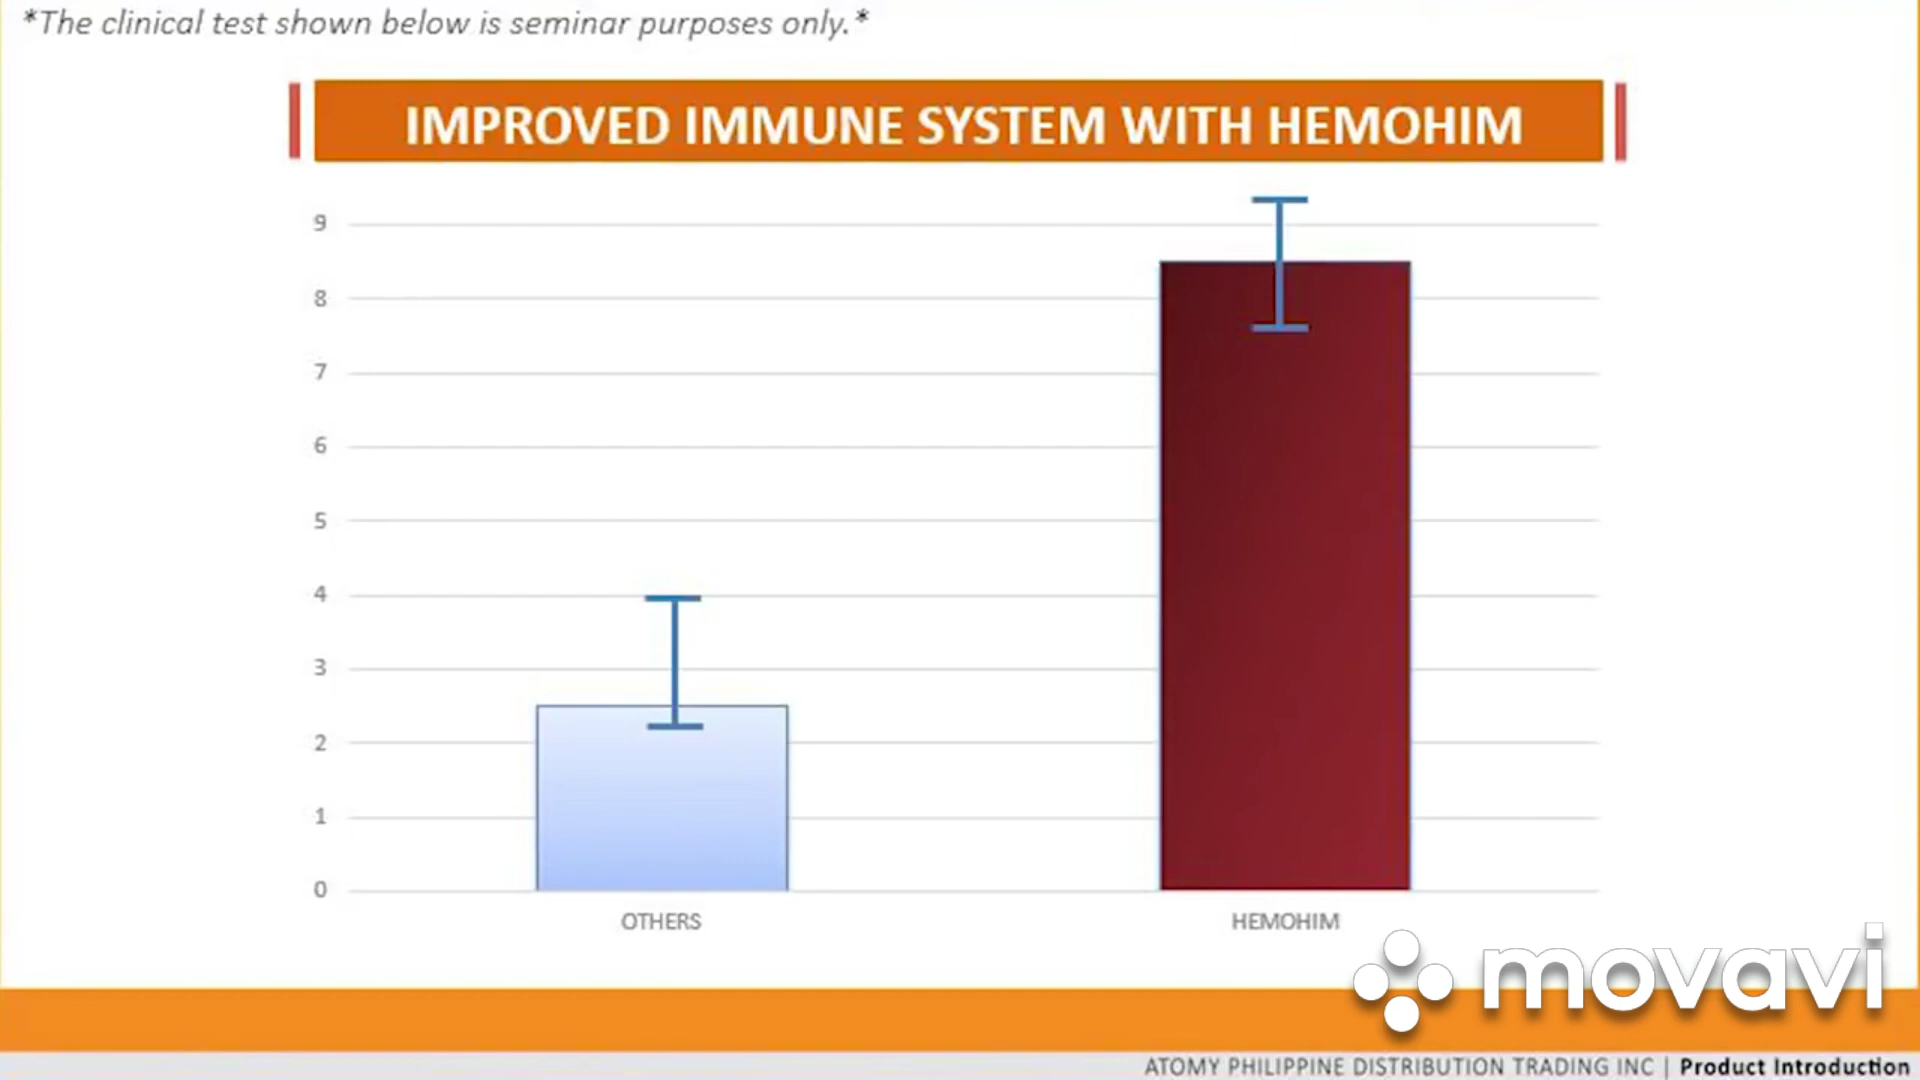 *The clinical test shown below is seminar purposes only.*
IMPROVED IMMUNE SYSTEM WITH HEMOHIM
9
8
7
6
5
4
3
2
1
0
OTHERS HEMOHIM
movavi
ATOMY PHILIPPINE DISTRIBUTION TRADING INC | Product Introduction